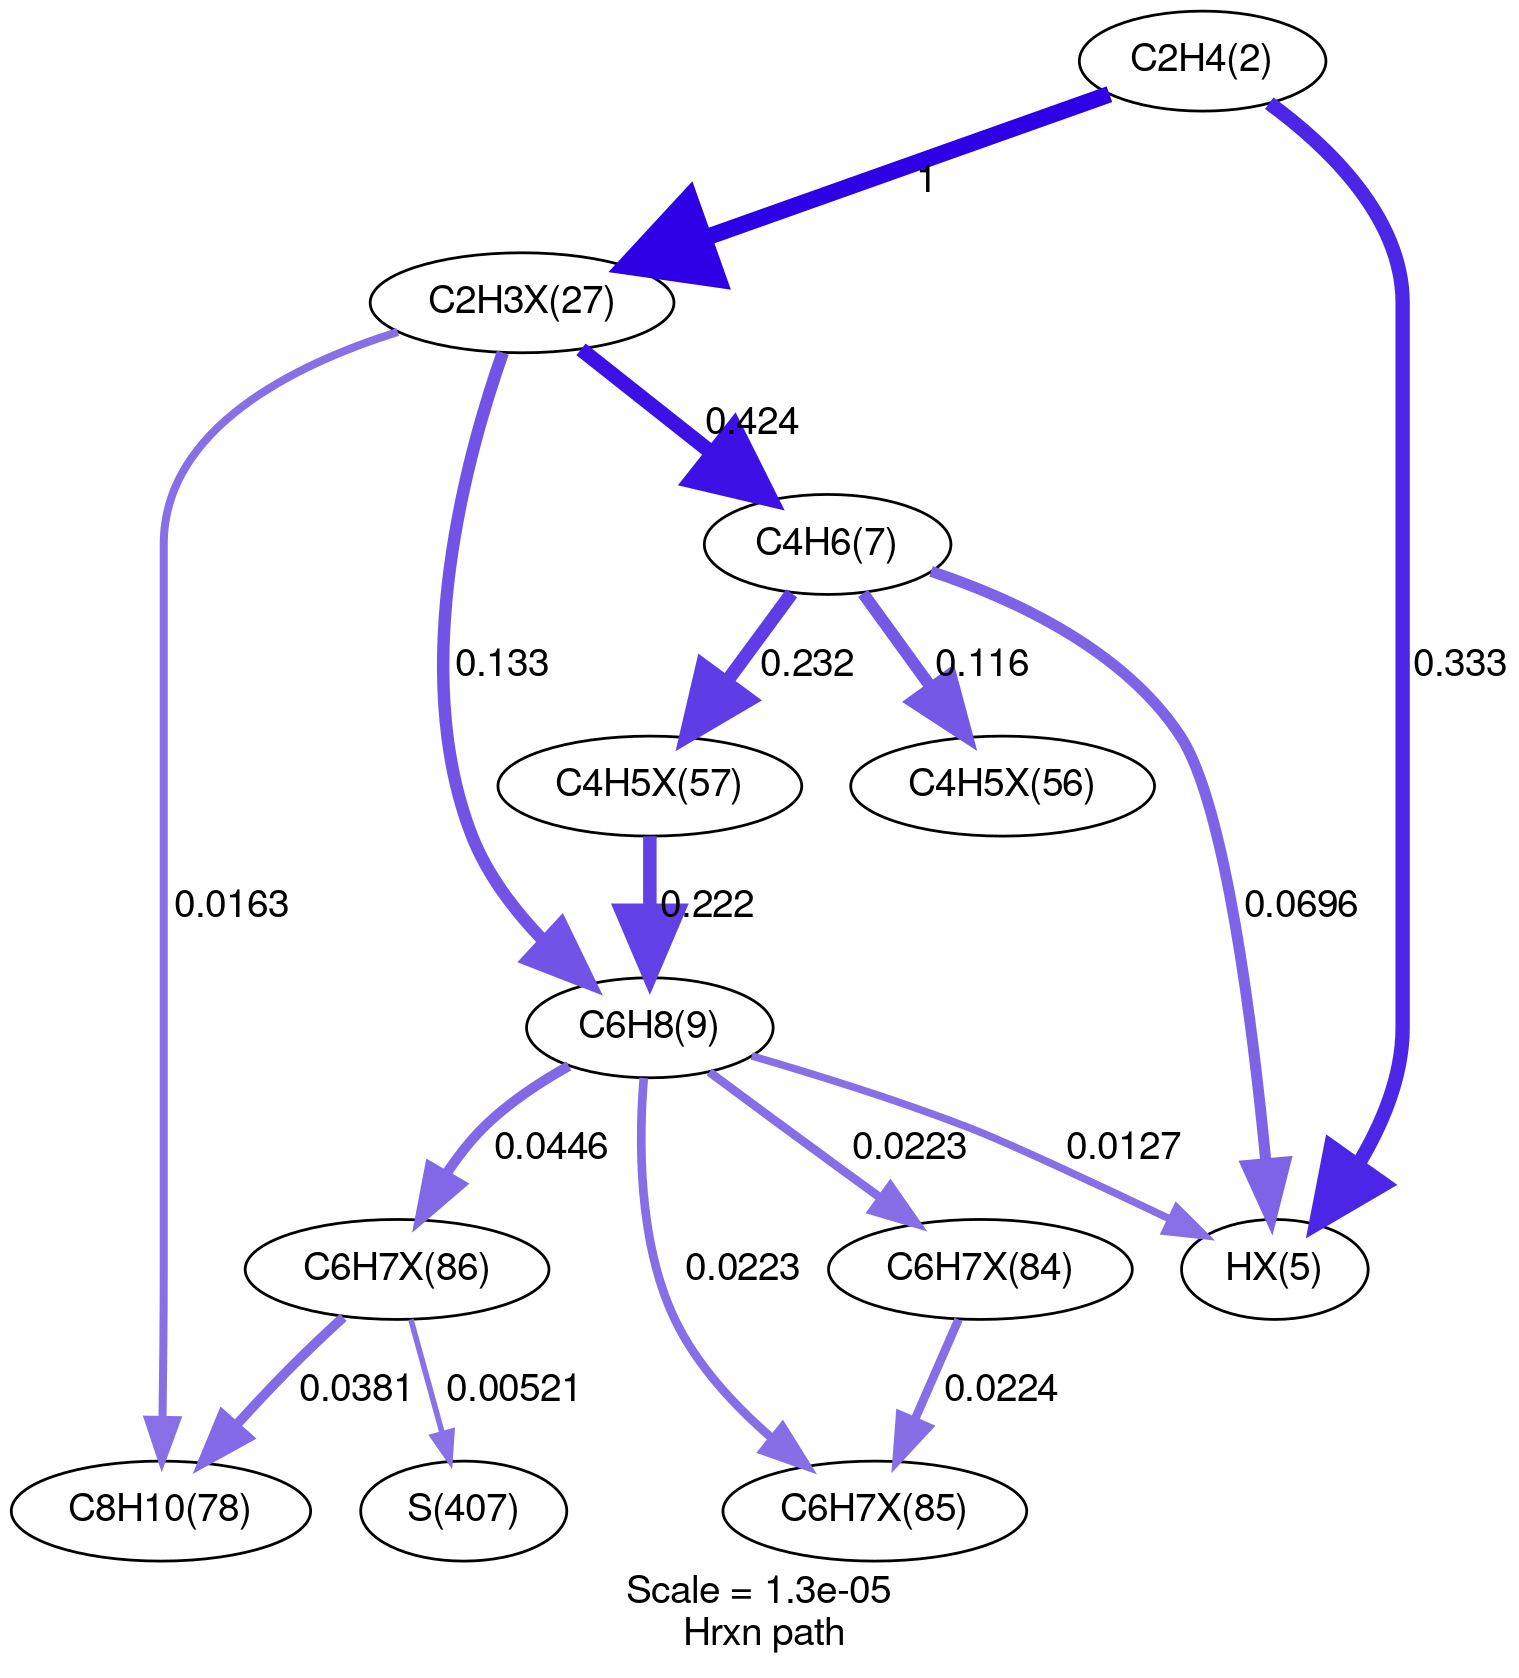 C2H4(2)
1
C2H3X(27)
0.424
C4H6(7)
0.133
0.232
0.116
0.333
C4H5X(57)
C4H5X(56)
0.0163
0.222
0.0696
C6H8(9)
0.0446
0.0223
0.0127
C6H7X(86)
0.0223
C6H7X(84)
HX(5)
0.0381
0.00521
0.0224
C8H10(78)
S(407)
C6H7X(85)
Scale = 1.3e-05
Hrxn path